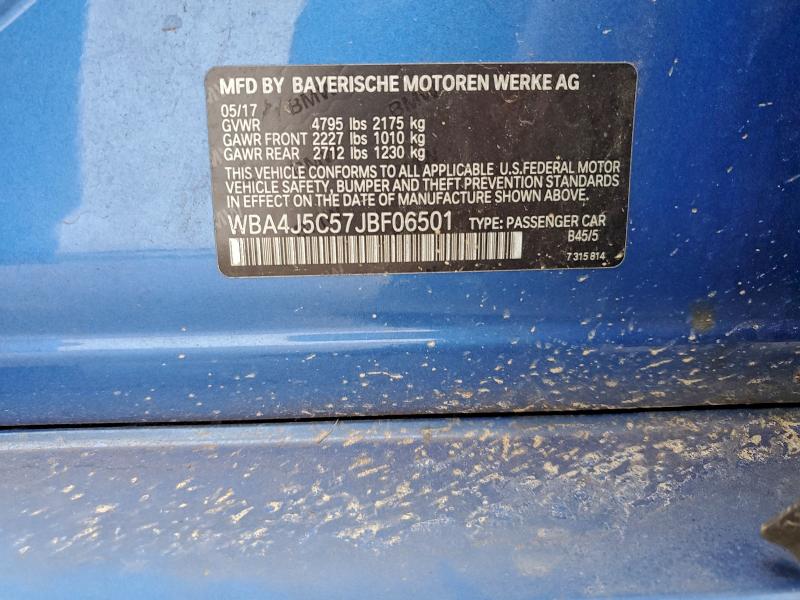 MFD BY BAYERISCHE MOTOREN WERKE AG
05/17
GVWR 4795 lbs 2175 kg
GAWR FRONT 2227 lbs 1010 kg
GAWR REAR 2712 lbs 1230 kg
THIS VEHICLE CONFORMS TO ALL APPLICABLE U.S.FEDERAL MOTOR
VEHICLE SAFETY, BUMPER AND THEFT PREVENTION STANDARDS
IN EFFECT ON THE DATE OF MANUFACTURE SHOWN ABOVE.
WBA4J5C57JBF06501 TYPE: PASSENGER CAR
B45/5
7 315 814